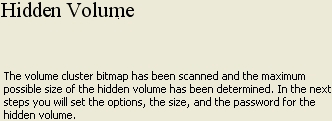 Hidden Volume
The volume cluster bitmap has been scanned and the maximum
possible size of the hidden volume has been determined. In the next
steps you will set the options, the size, and the password for the
hidden volume.